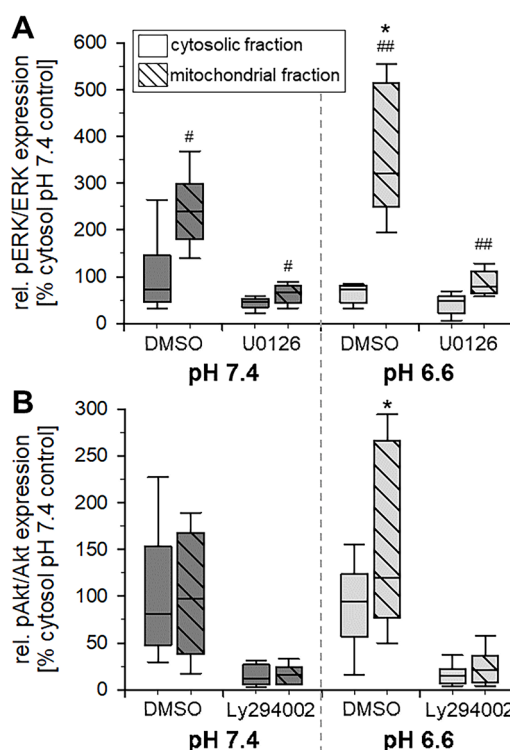 A
rel. pERK/ERK expression
[% cytosol pH 7.4 control]
600
500
400
300
200
100
0
cytosolic fraction
mitochondrial fraction
#
#
*
##
##
DMSO
U0126
DMSO
U0126
pH 7.4
pH 6.6
B
rel. pAkt/Akt expression
[% cytosol pH 7.4 control]
300
250
200
150
100
50
0
*
DMSO
Ly294002
DMSO
Ly294002
pH 7.4
pH 6.6